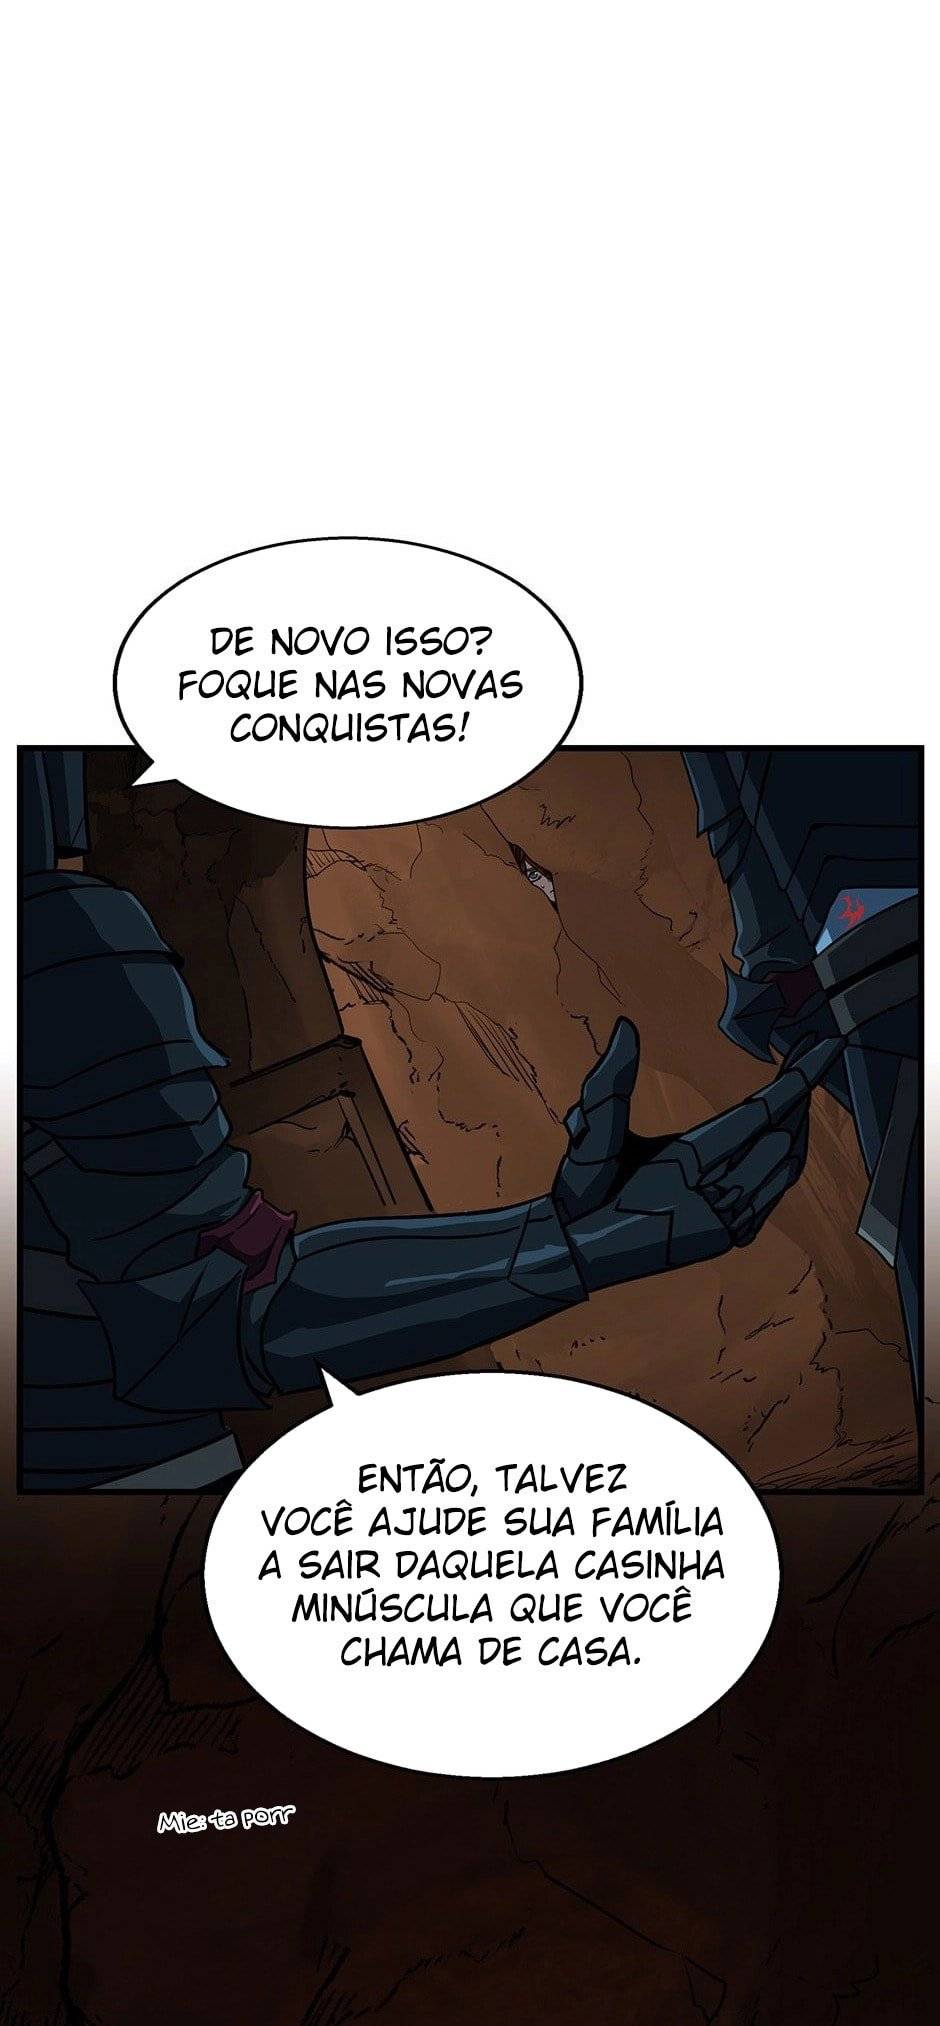 DE NOVO ISSO?
FOQUE NAS NOVAS
CONQUISTAS!
ENTÃO, TALVEZ
VOCÊ AJUDE SUA FAMÍLIA
A SAIR DAQUELA CASINHA
MINÚSCULA QUE VOCÊ
CHAMA DE CASA.
Mie: ta porr